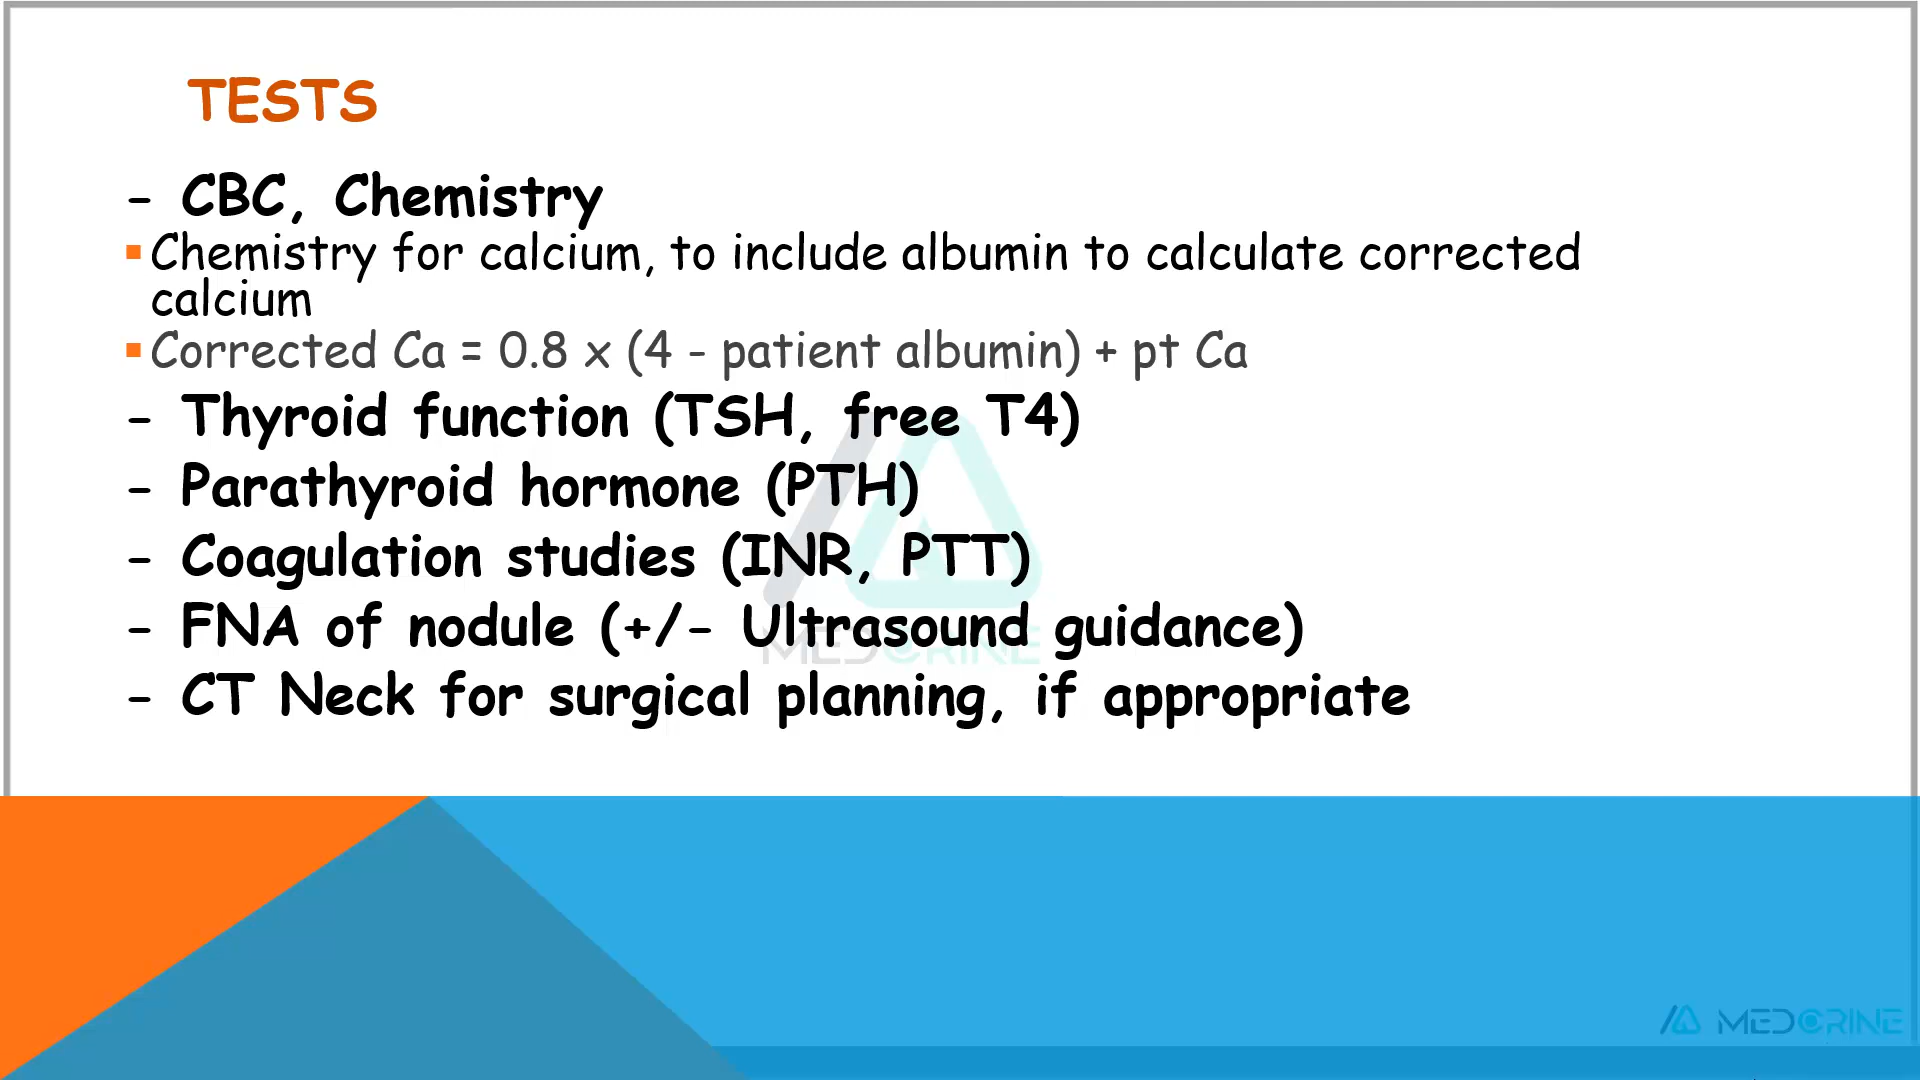 TESTS
- CBC, Chemistry
▪ Chemistry for calcium, to include albumin to calculate corrected
calcium
▪ Corrected Ca = 0.8 x (4 - patient albumin) + pt Ca
- Thyroid function (TSH, free T4)
- Parathyroid hormone (PTH)
- Coagulation studies (INR, PTT)
- FNA of nodule (+/- Ultrasound guidance)
MEDCRINE
- CT Neck for surgical planning, if appropriate
MEDCRINE